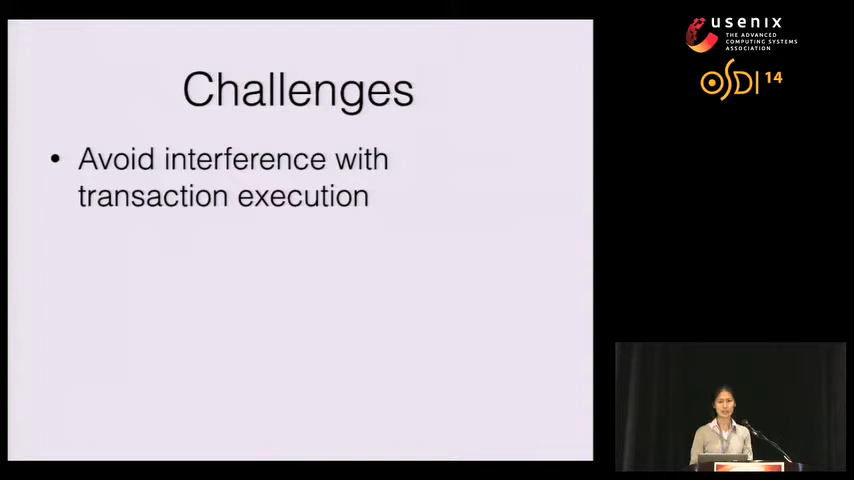 Challenges
• Avoid interference with
transaction execution
usenix
THE ADVANCED
COMPUTING SYSTEMS
ASSOCIATION
OSDI 14